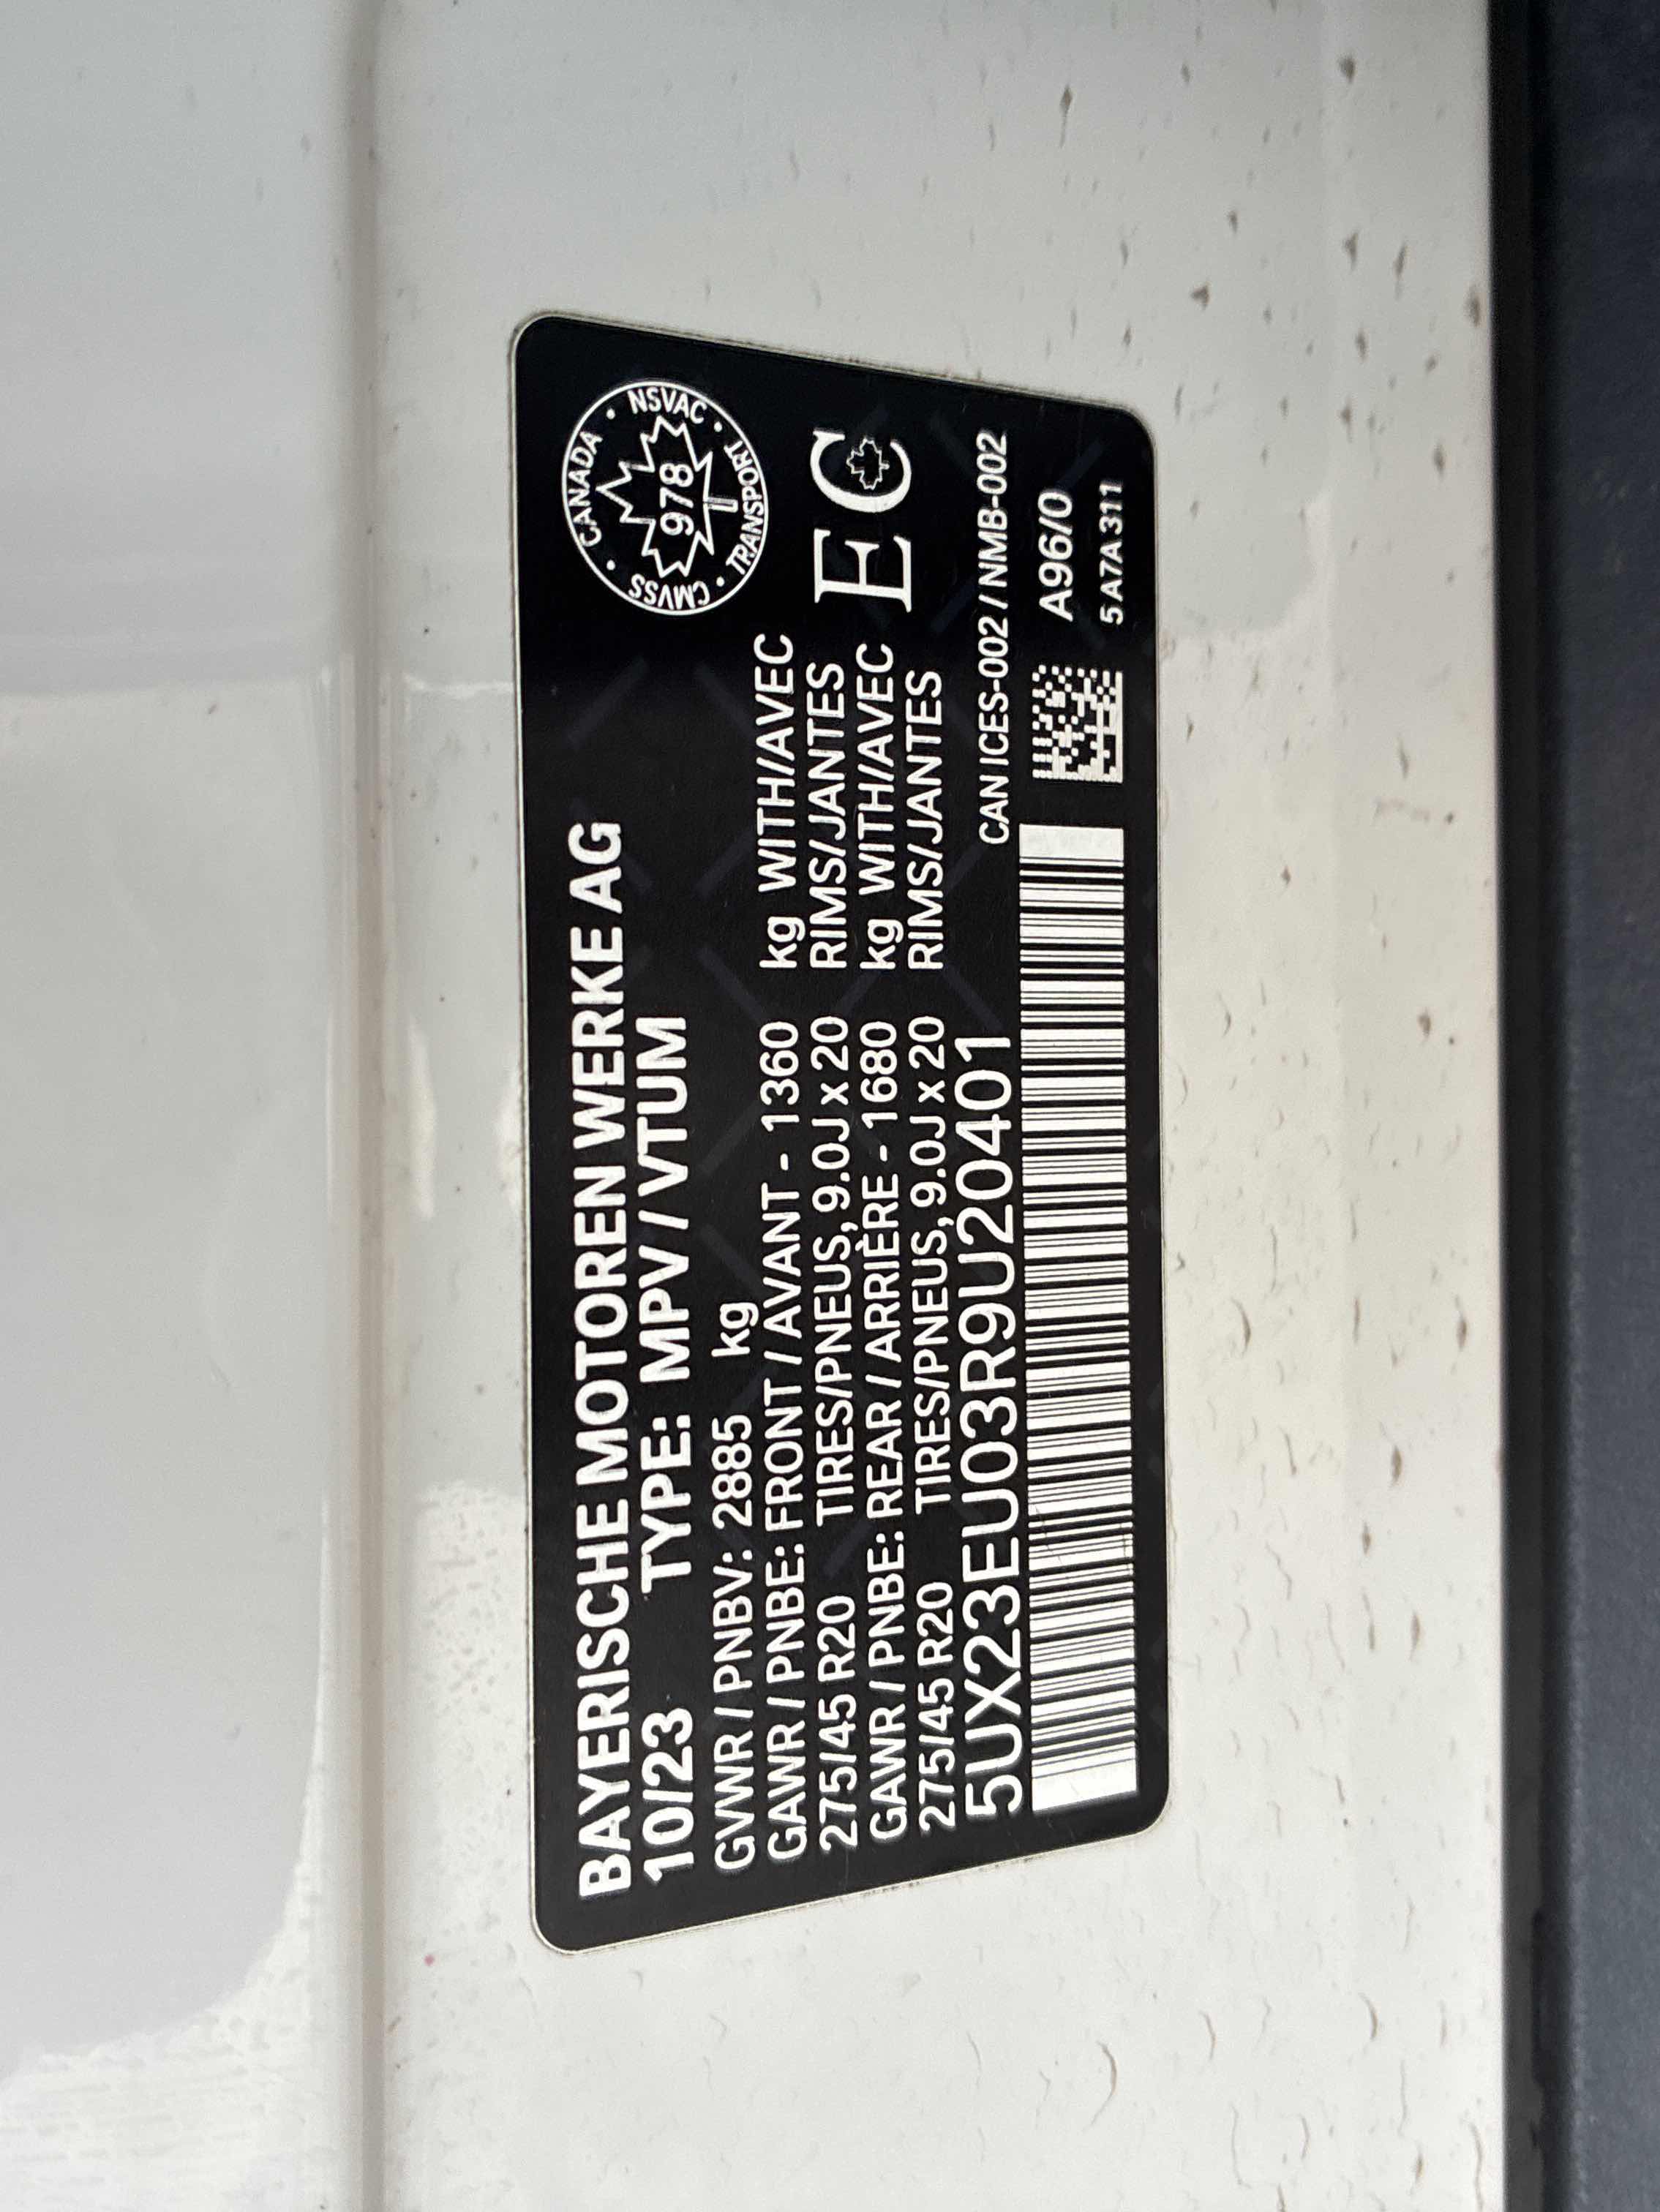 BAYERISCHE MOTOREN WERKE AG
10/23 TYPE: MPV / VTUM
GVWR / PNBV: 2885 kg
GAWR / PNBE: FRONT / AVANT - 1360 kg WITH/AVEC
275/45 R20 TIRES/PNEUS, 9.0J x 20 RIMS/JANTES
GAWR / PNBE: REAR / ARRIÈRE - 1680 kg WITH/AVEC
275/45 R20 TIRES/PNEUS, 9.0J x 20 RIMS/JANTES
5UX23EU03R9U20401
CANADA • NSVAC • TRANSPORT • CMVSS •
978
EC
CAN ICES-002 / NMB-002
A96/0
5A7A311